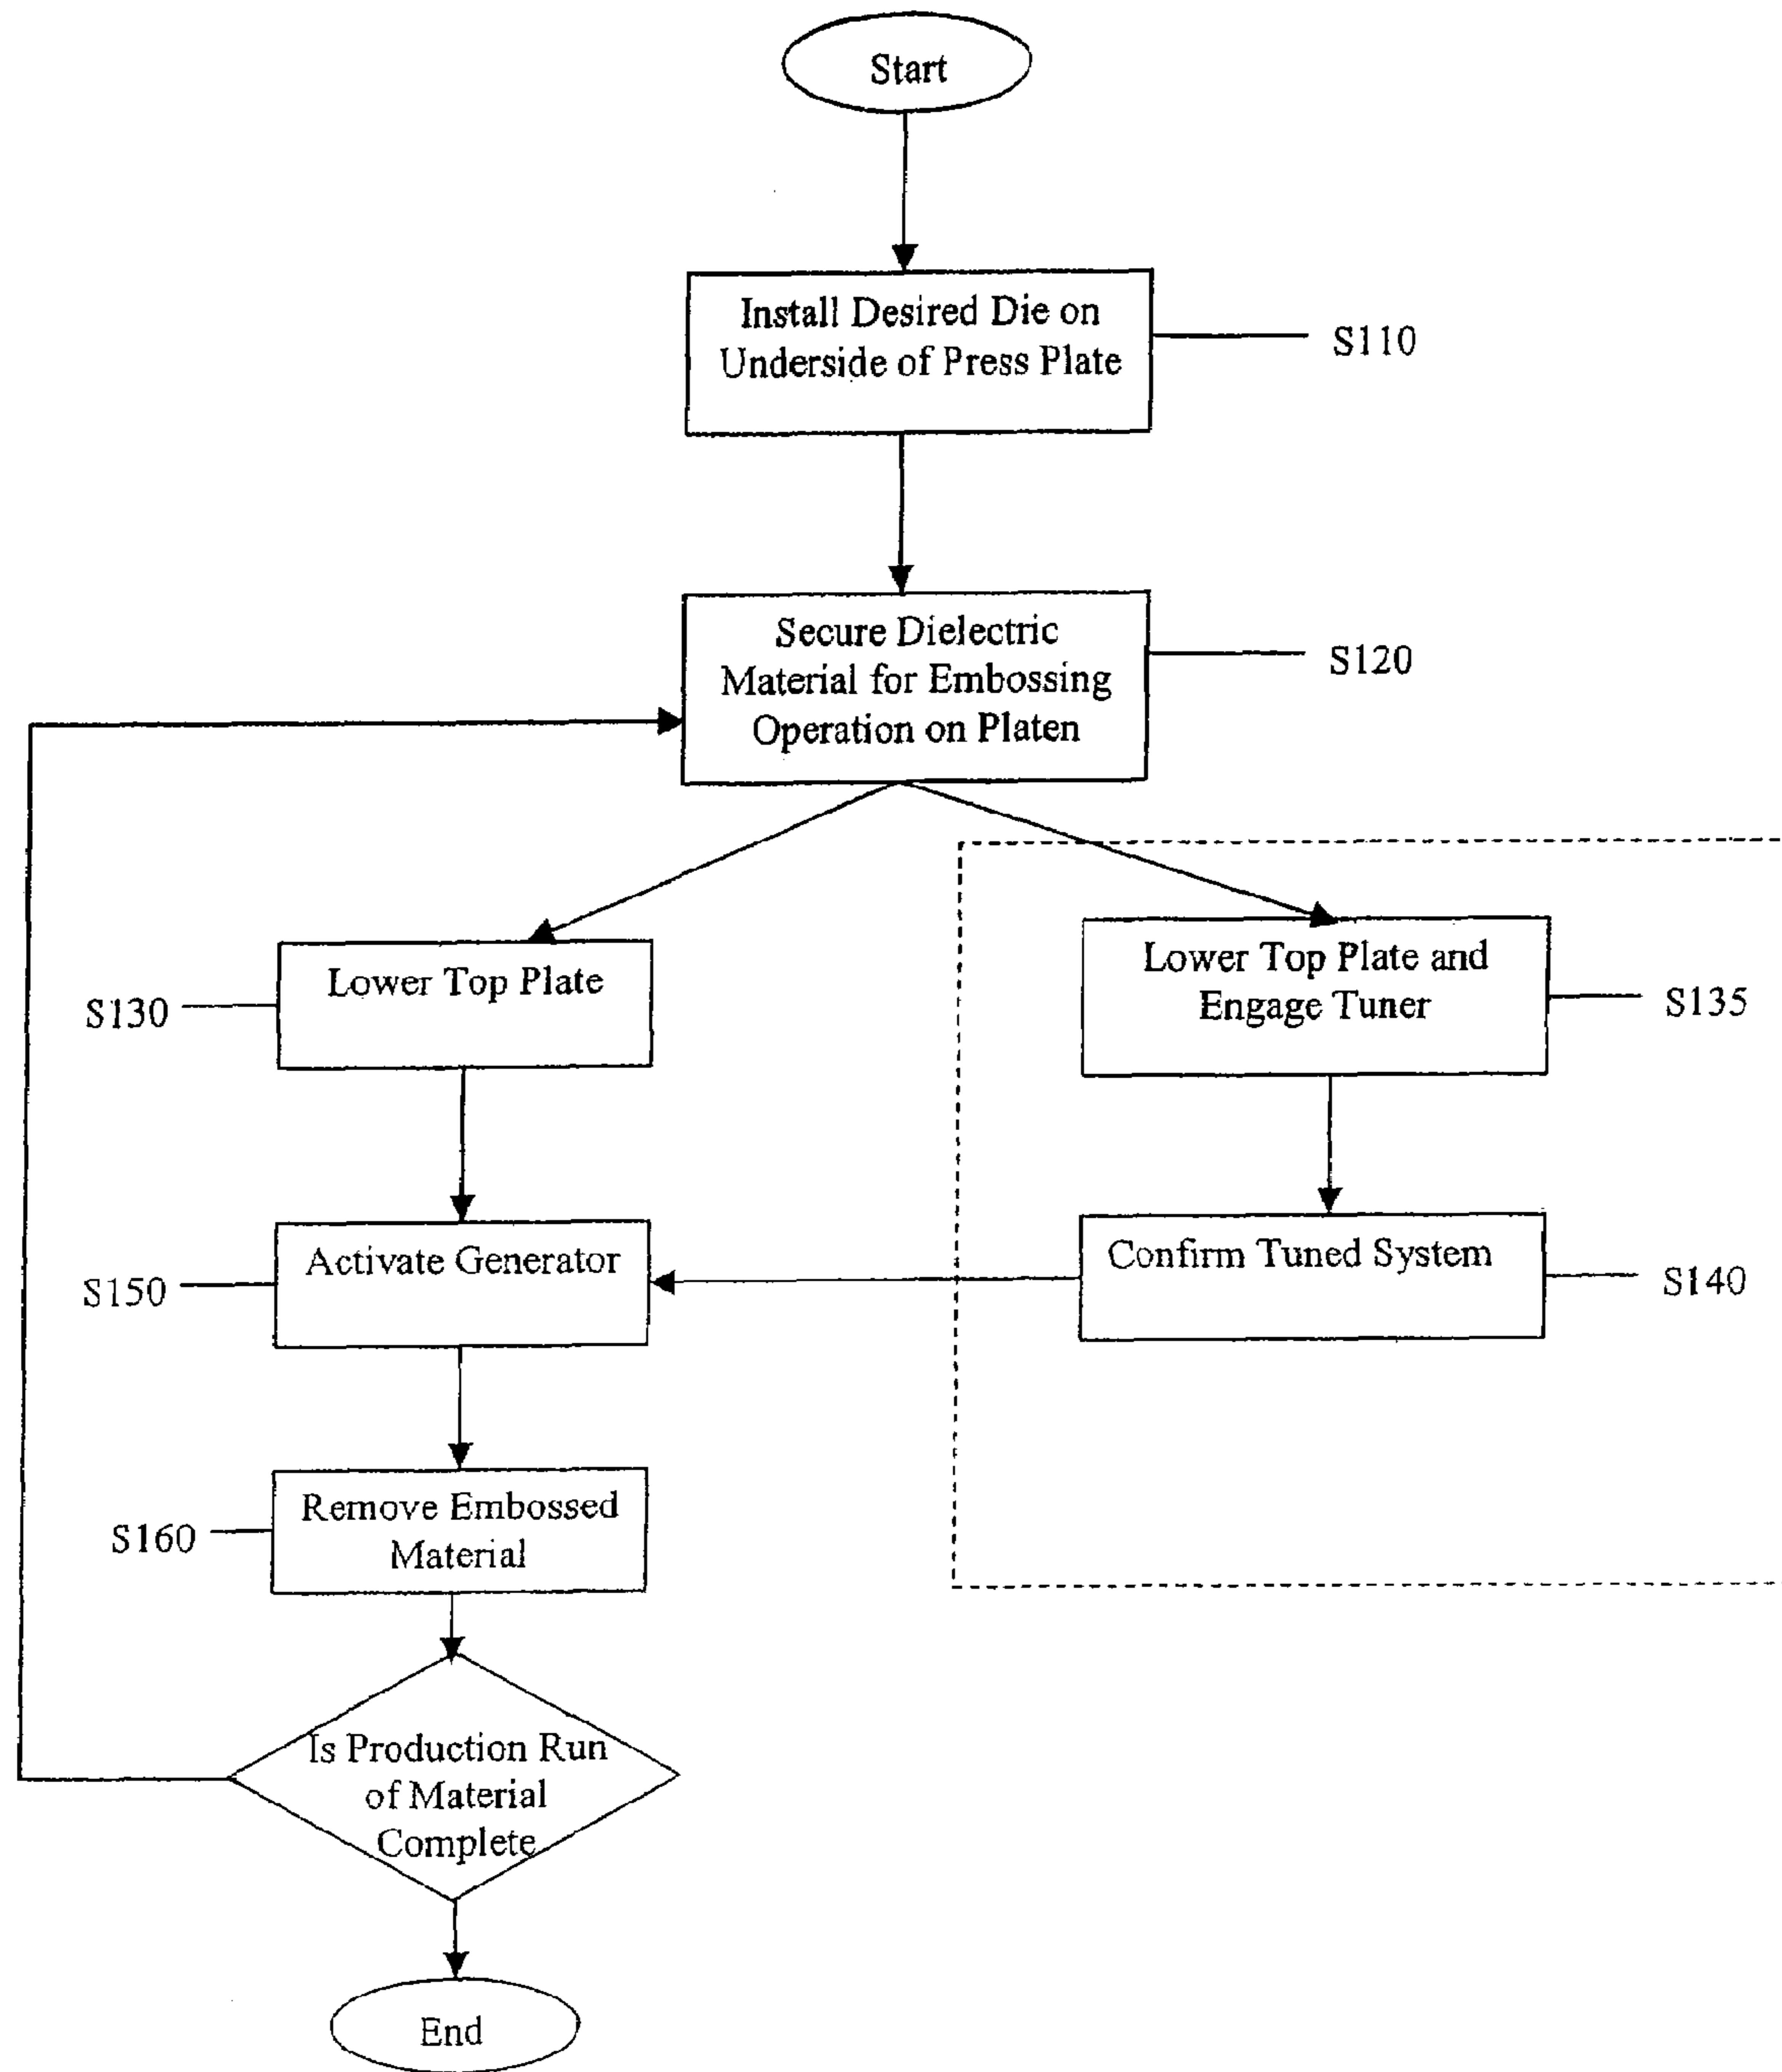 Start
Install Desired Die on
Underside of Press Plate
S110
Secure Dielectric
Material for Embossing
Operation on Platen
S120
Lower Top Plate
S130
Lower Top Plate and
Engage Tuner
S135
Activate Generator
S150
Confirm Tuned System
S140
Remove Embossed
Material
S160
Is Production Run
of Material
Complete
End